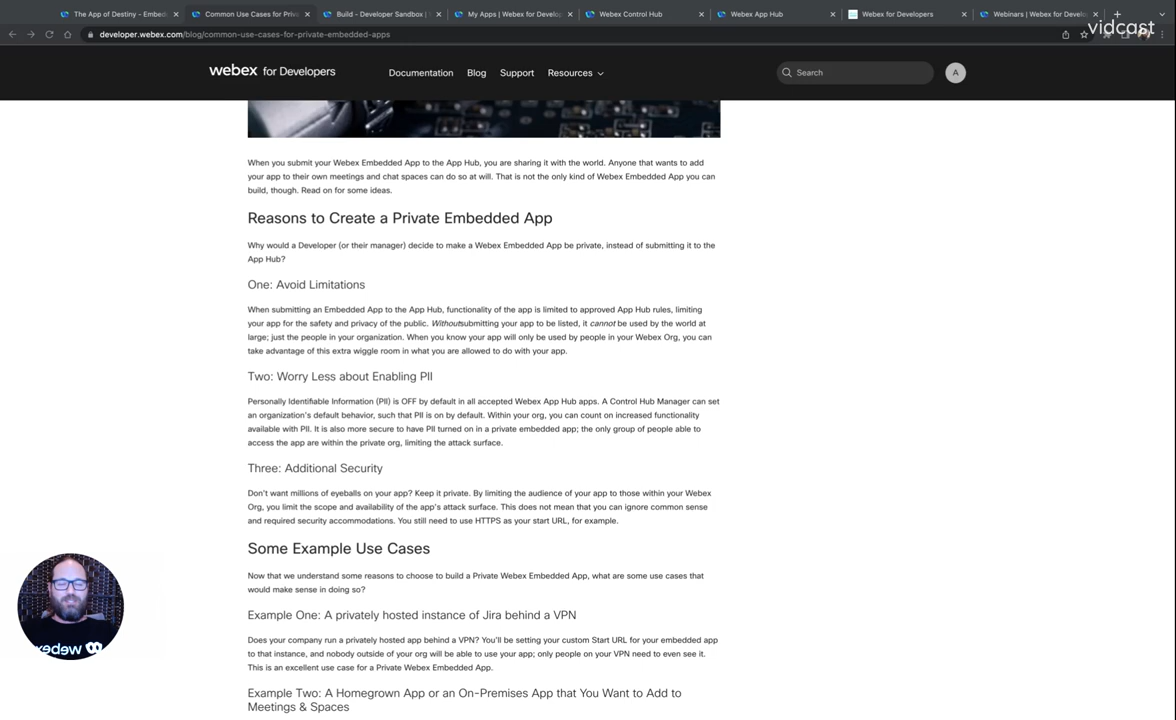 The App of Destiny - Embed
Common Use Cases for Priv
Build – Developer Sandbox |
My Apps | Webex for Develop
Webex Control Hub
Webex App Hub
Webex for Developers
Webinars | Webex for Develo
vidcast
developer.webex.com/blog/common-use-cases-for-private-embedded-apps
webex for Developers
Documentation
Blog
Support
Resources
Search
A
When you submit your Webex Embedded App to the App Hub, you are sharing it with the world. Anyone that wants to add
your app to their own meetings and chat spaces can do so at will. That is not the only kind of Webex Embedded App you can
build, though. Read on for some ideas.
Reasons to Create a Private Embedded App
Why would a Developer (or their manager) decide to make a Webex Embedded App be private, instead of submitting it to the
App Hub?
One: Avoid Limitations
When submitting an Embedded App to the App Hub, functionality of the app is limited to approved App Hub rules, limiting
your app for the safety and privacy of the public. Withoutsubmitting your app to be listed, it cannot be used by the world at
large; just the people in your organization. When you know your app will only be used by people in your Webex Org, you can
take advantage of this extra wiggle room in what you are allowed to do with your app.
Two: Worry Less about Enabling PII
Personally Identifiable Information (PII) is OFF by default in all accepted Webex App Hub apps. A Control Hub Manager can set
an organization's default behavior, such that PII is on by default. Within your org, you can count on increased functionality
available with PII. It is also more secure to have PII turned on in a private embedded app; the only group of people able to
access the app are within the private org, limiting the attack surface.
Three: Additional Security
Don't want millions of eyeballs on your app? Keep it private. By limiting the audience of your app to those within your Webex
Org, you limit the scope and availability of the app's attack surface. This does not mean that you can ignore common sense
and required security accommodations. You still need to use HTTPS as your start URL, for example.
Some Example Use Cases
Now that we understand some reasons to choose to build a Private Webex Embedded App, what are some use cases that
would make sense in doing so?
Example One: A privately hosted instance of Jira behind a VPN
Does your company run a privately hosted app behind a VPN? You'll be setting your custom Start URL for your embedded app
to that instance, and nobody outside of your org will be able to use your app; only people on your VPN need to even see it.
This is an excellent use case for a Private Webex Embedded App.
Example Two: A Homegrown App or an On-Premises App that You Want to Add to
Meetings & Spaces
webex